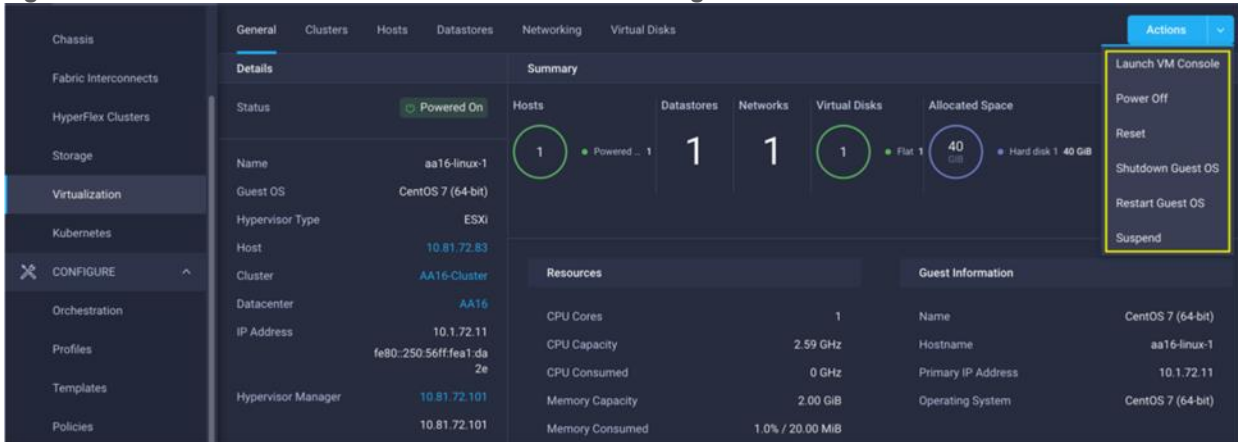 Chassis
Fabric Interconnects
HyperFlex Clusters
Storage
Virtualization
Kubernetes
CONFIGURE
Orchestration
Profiles
Templates
Policies
General Clusters Hosts Datastores Networking Virtual Disks
Actions
Launch VM Console
Power Off
Reset
Shutdown Guest OS
Restart Guest OS
Suspend
Details
Status Powered On
Name aa16-linux-1
Guest OS CentOS 7 (64-bit)
Hypervisor Type ESXi
Host 10.81.72.83
Cluster AA16-Cluster
Datacenter AA16
IP Address 10.1.72.11
fe80::250:56ff:fea1:da
2e
Hypervisor Manager 10.81.72.101
10.81.72.101
Summary
Hosts Datastores Networks Virtual Disks Allocated Space
1 Powered ... 1 1 1 1 Flat 1 40 GiB Hard disk 1 40 GiB
Resources
CPU Cores 1
CPU Capacity 2.59 GHz
CPU Consumed 0 GHz
Memory Capacity 2.00 GiB
Memory Consumed 1.0% / 20.00 MiB
Guest Information
Name CentOS 7 (64-bit)
Hostname aa16-linux-1
Primary IP Address 10.1.72.11
Operating System CentOS 7 (64-bit)